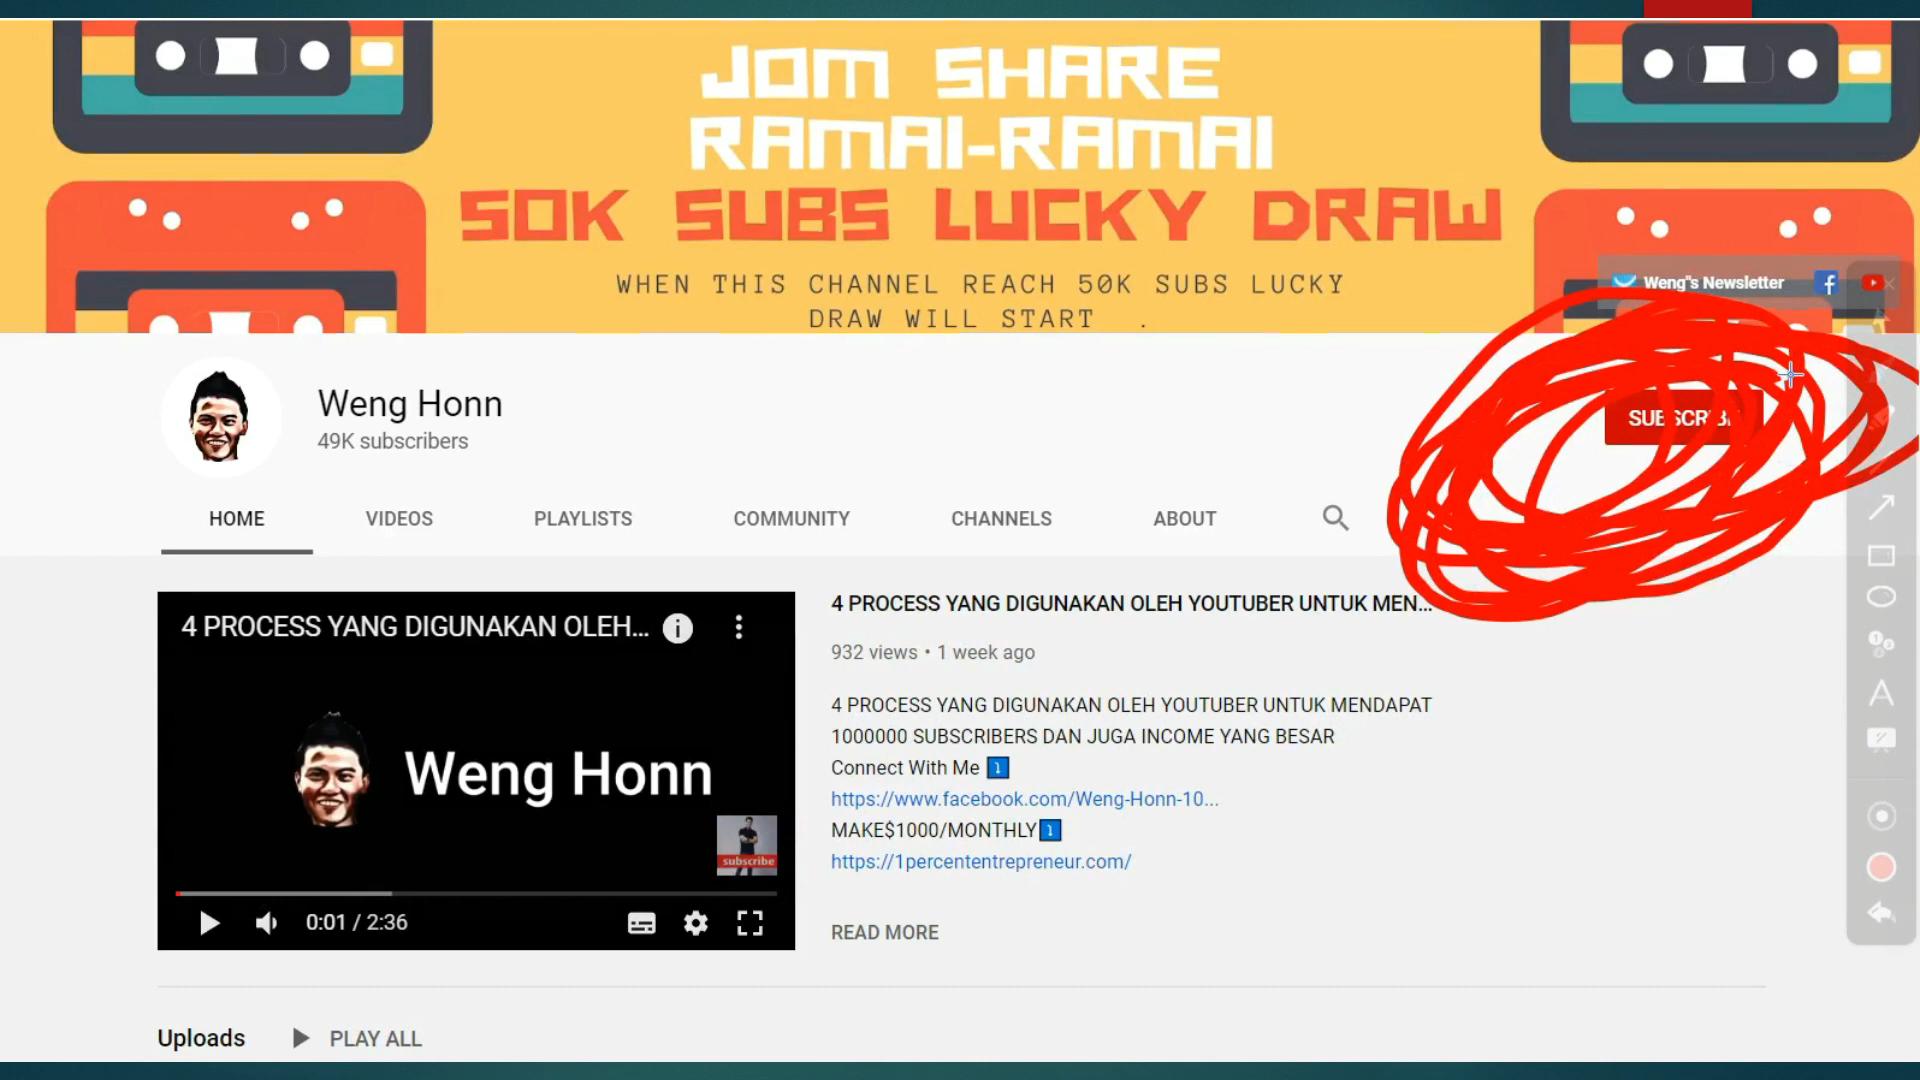 JOM SHARE
RAMAI-RAMAI
50K SUBS LUCKY DRAW
WHEN THIS CHANNEL REACH 50K SUBS LUCKY
DRAW WILL START .
Weng"s Newsletter
Weng Honn
49K subscribers
SUBSCRIBE
HOME VIDEOS PLAYLISTS COMMUNITY CHANNELS ABOUT
4 PROCESS YANG DIGUNAKAN OLEH...
Weng Honn
subscribe
0:01 / 2:36
4 PROCESS YANG DIGUNAKAN OLEH YOUTUBER UNTUK MEN...
932 views • 1 week ago
4 PROCESS YANG DIGUNAKAN OLEH YOUTUBER UNTUK MENDAPAT
1000000 SUBSCRIBERS DAN JUGA INCOME YANG BESAR
Connect With Me ⤵
https://www.facebook.com/Weng-Honn-10...
MAKE$1000/MONTHLY⤵
https://1percententrepreneur.com/
READ MORE
Uploads PLAY ALL